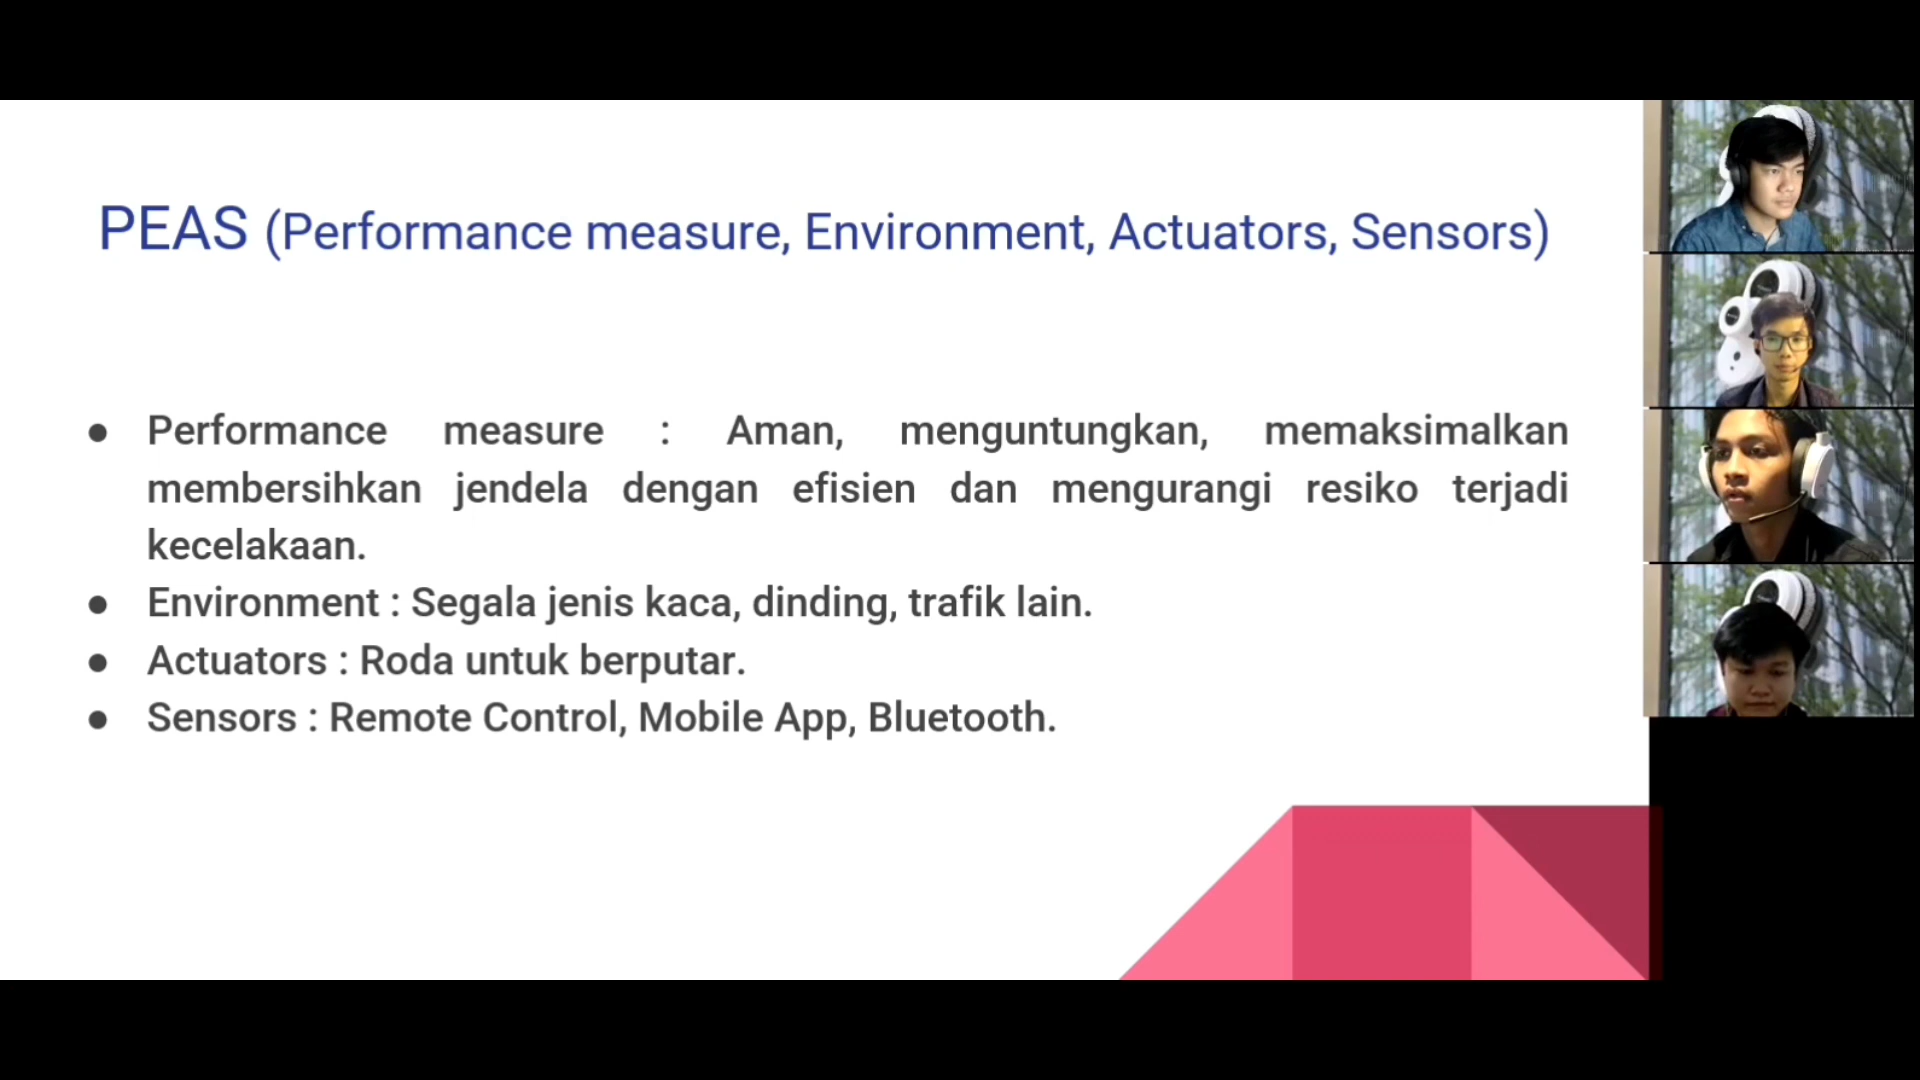 PEAS (Performance measure, Environment, Actuators, Sensors)
● Performance measure : Aman, menguntungkan, memaksimalkan
membersihkan jendela dengan efisien dan mengurangi resiko terjadi
kecelakaan.
● Environment : Segala jenis kaca, dinding, trafik lain.
● Actuators : Roda untuk berputar.
● Sensors : Remote Control, Mobile App, Bluetooth.